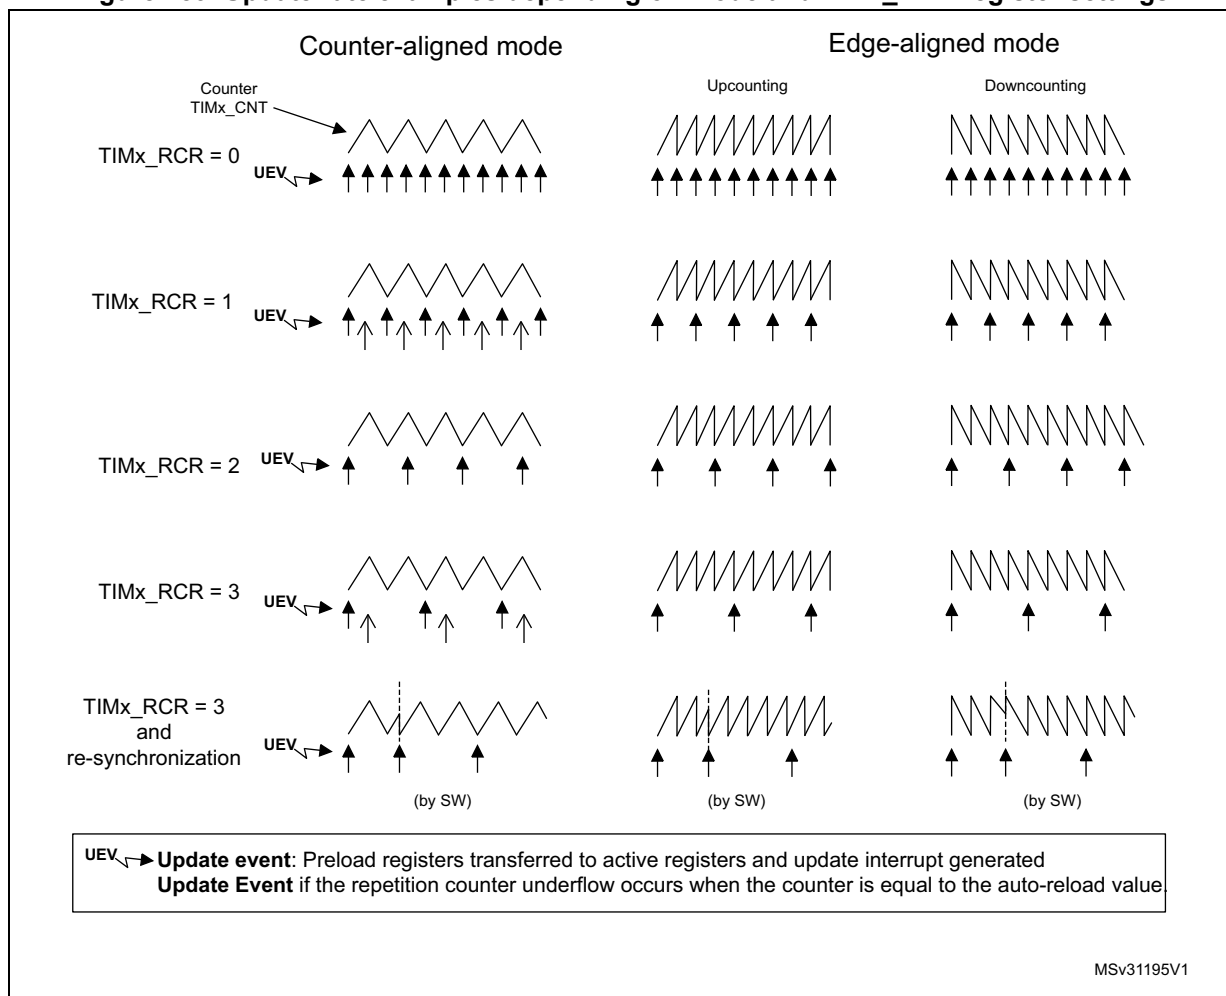 Counter-aligned mode
Edge-aligned mode
Counter
TIMx_CNT
Upcounting
Downcounting
TIMx_RCR = 0
UEV
TIMx_RCR = 1
UEV
TIMx_RCR = 2
UEV
TIMx_RCR = 3
UEV
TIMx_RCR = 3
and
re-synchronization
UEV
(by SW)
(by SW)
(by SW)
UEV Update event: Preload registers transferred to active registers and update interrupt generated
Update Event if the repetition counter underflow occurs when the counter is equal to the auto-reload value.
MSv31195V1